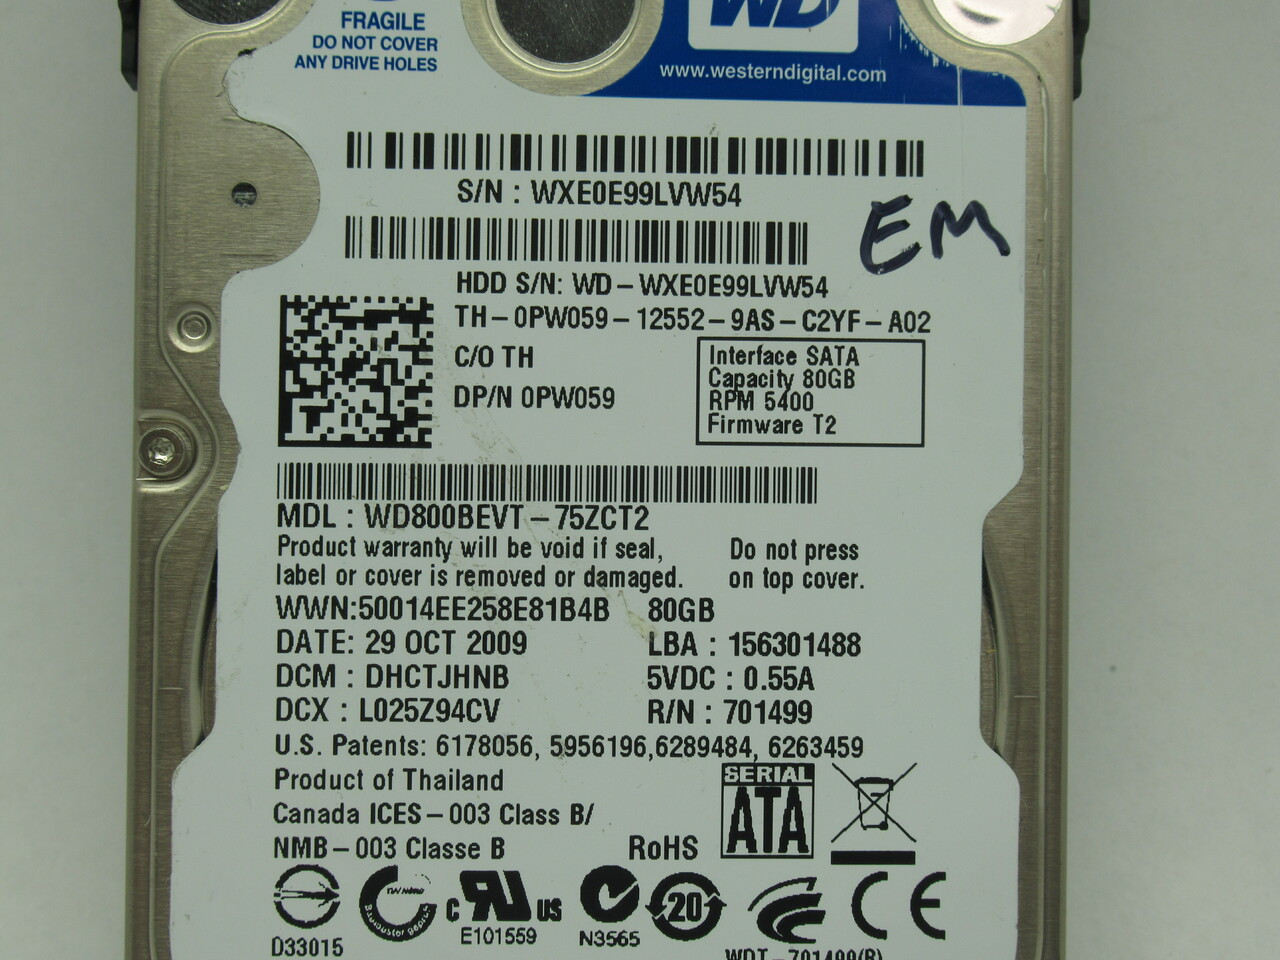 FRAGILE
DO NOT COVER
ANY DRIVE HOLES
WD
www.westerndigital.com
S/N : WXE0E99LVW54
EM
HDD S/N: WD-WXE0E99LVW54
TH-0PW059-12552-9AS-C2YF-A02
C/O TH
DP/N 0PW059
Interface SATA
Capacity 80GB
RPM 5400
Firmware T2
MDL : WD800BEVT-75ZCT2
Product warranty will be void if seal,
label or cover is removed or damaged.
Do not press
on top cover.
WWN:50014EE258E81B4B 80GB
DATE: 29 OCT 2009 LBA : 156301488
DCM : DHCTJHNB 5VDC : 0.55A
DCX : L025Z94CV R/N : 701499
U.S. Patents: 6178056, 5956196,6289484, 6263459
Product of Thailand
Canada ICES-003 Class B/
NMB-003 Classe B
RoHS
SERIAL
ATA
D33015
c RU US
E101559
N3565
20
CE
WDT-701499(R)